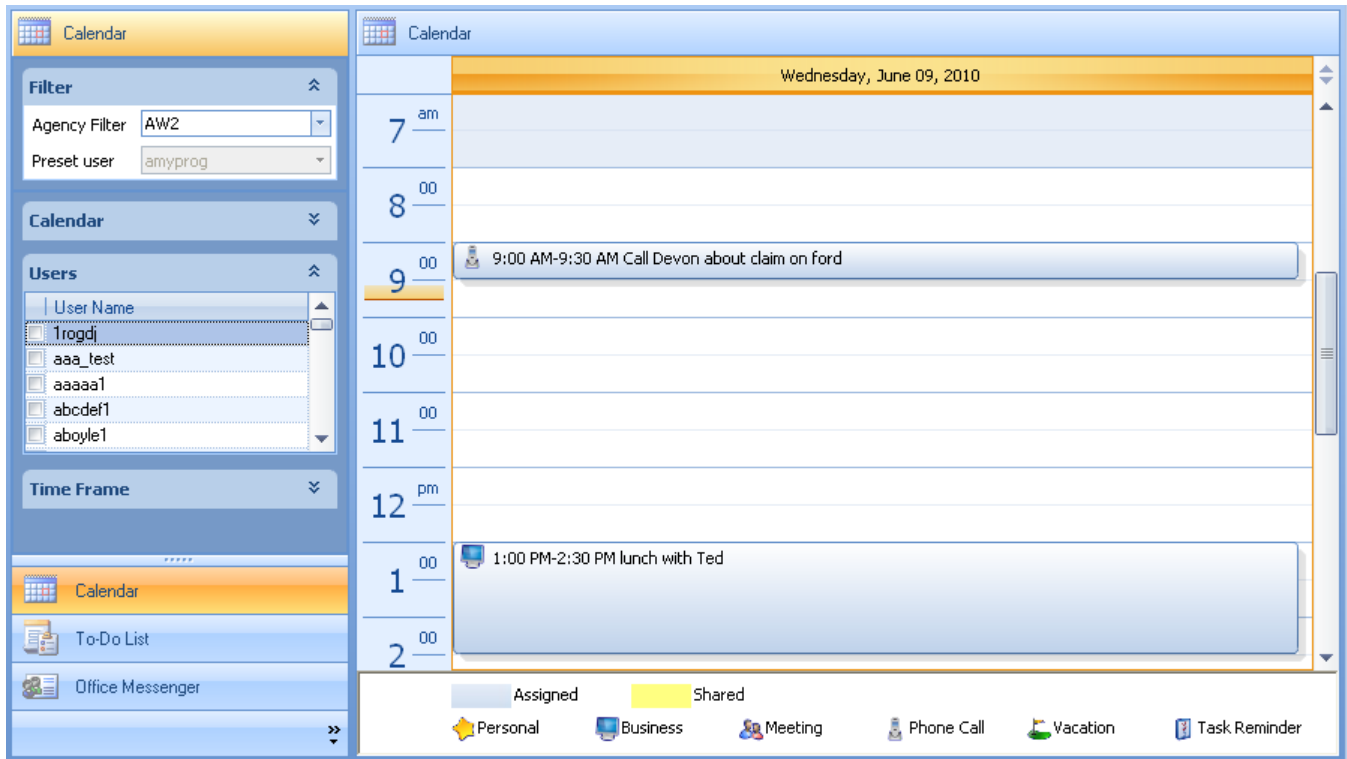 Calendar
Filter
Agency Filter AW2
Preset user amyprog
Calendar
Users
User Name
1rogdj
aaa_test
aaaaa1
abcdef1
aboyle1
Time Frame
Calendar
To-Do List
Office Messenger
Calendar
Wednesday, June 09, 2010
7 am
8 00
9 00
9:00 AM-9:30 AM Call Devon about claim on ford
10 00
11 00
12 pm
1 00
1:00 PM-2:30 PM lunch with Ted
2 00
Assigned Shared
Personal Business Meeting Phone Call Vacation Task Reminder